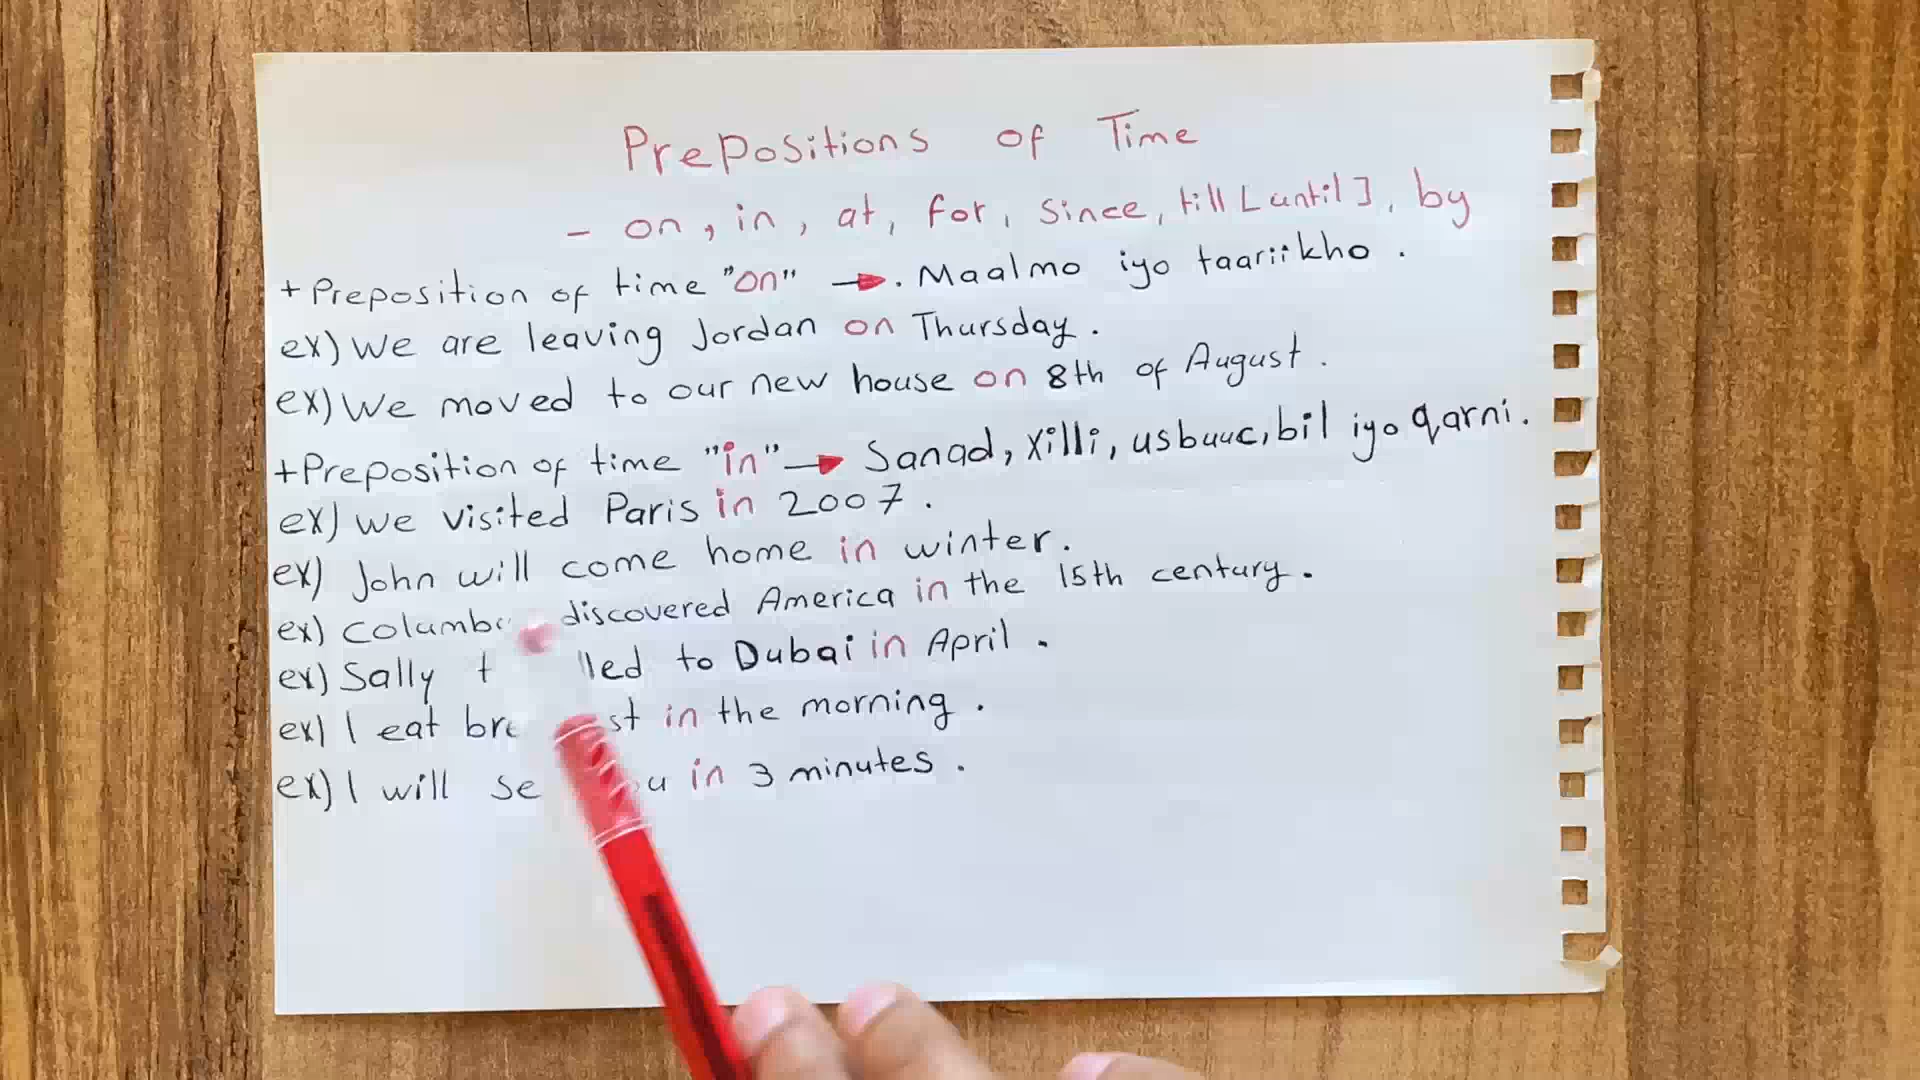 Prepositions of Time
- on, in, at, for, since, till [until], by
+Preposition of time "on" → . Maalmo iyo taariikho .
ex) We are leaving Jordan on Thursday .
ex) We moved to our new house on 8th of August .
+Preposition of time "in" → Sanad, xilli, usbuuc, bil iyo qarni .
ex) We visited Paris in 2007 .
ex) John will come home in winter .
ex) discovered America in the 15th century .
ex) Sally to Dubai in April .
ex) I eat in the morning .
ex) I will in 3 minutes .